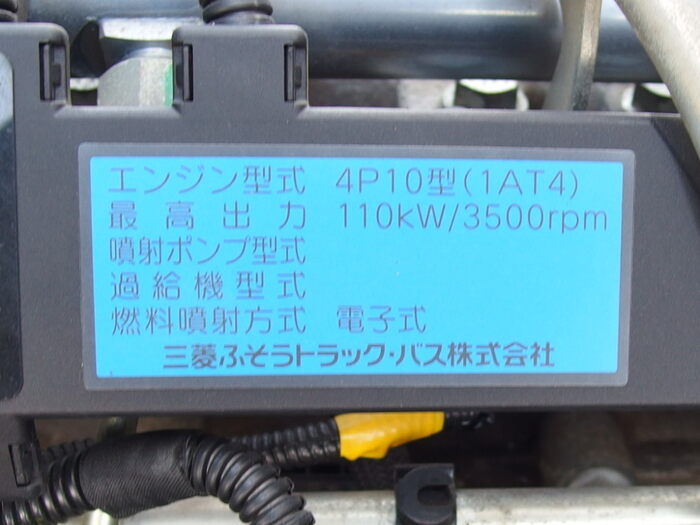 エンジン型式 4P10型(1AT4)
最高出力 110kW/3500rpm
噴射ポンプ型式
過給機型式
燃料噴射方式 電子式
三菱ふそうトラック・バス株式会社